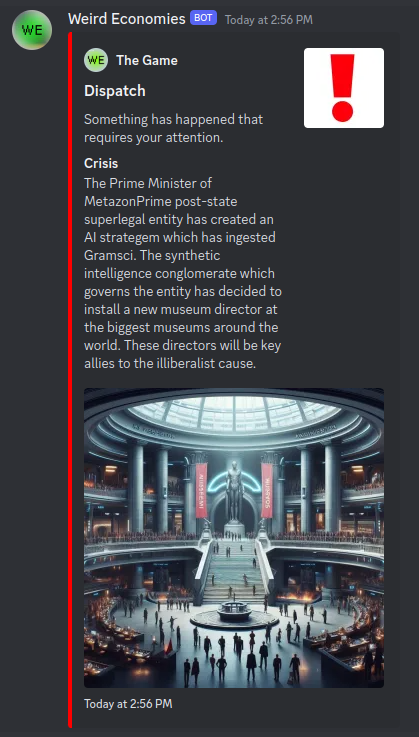 Weird Economies BOT Today at 2:56 PM
WE
WE The Game
Dispatch
Something has happened that
requires your attention.
Crisis
The Prime Minister of
MetazonPrime post-state
superlegal entity has created an
AI strategem which has ingested
Gramsci. The synthetic
intelligence conglomerate which
governs the entity has decided to
install a new museum director at
the biggest museums around the
world. These directors will be key
allies to the illiberalist cause.
Today at 2:56 PM